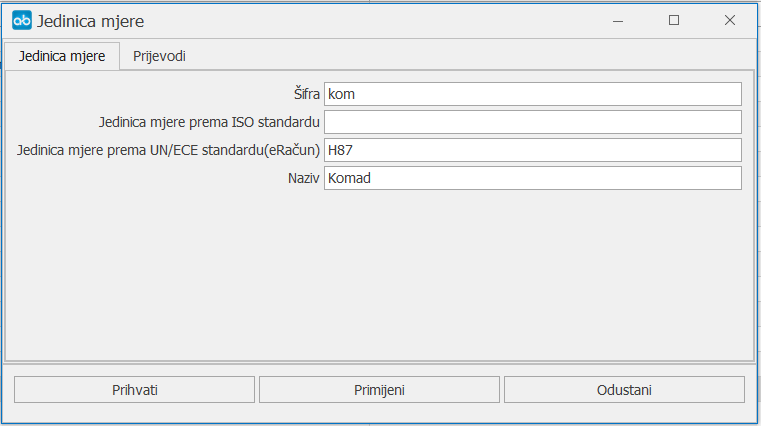 ab Jedinica mjere
Jedinica mjere Prijevodi
Šifra kom
Jedinica mjere prema ISO standardu
Jedinica mjere prema UN/ECE standardu(eRačun) H87
Naziv Komad
Prihvati Primijeni Odustani